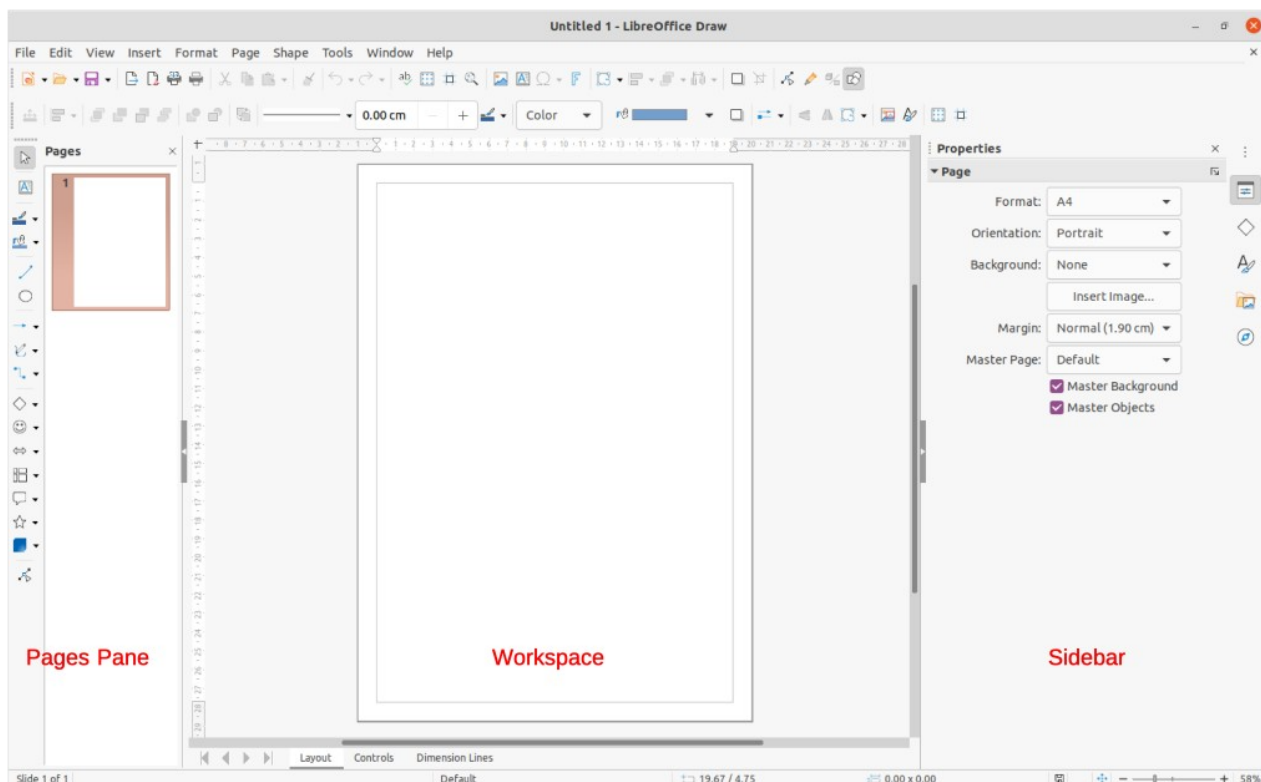 Untitled 1 - LibreOffice Draw
File Edit View Insert Format Page Shape Tools Window Help
0.00 cm Color
Pages
1
Properties
Page
Format: A4
Orientation: Portrait
Background: None
Insert Image...
Margin: Normal (1.90 cm)
Master Page: Default
Master Background
Master Objects
Pages Pane
Workspace
Sidebar
Layout Controls Dimension Lines
Slide 1 of 1 Default 19.67 / 4.75 0.00 x 0.00 58%